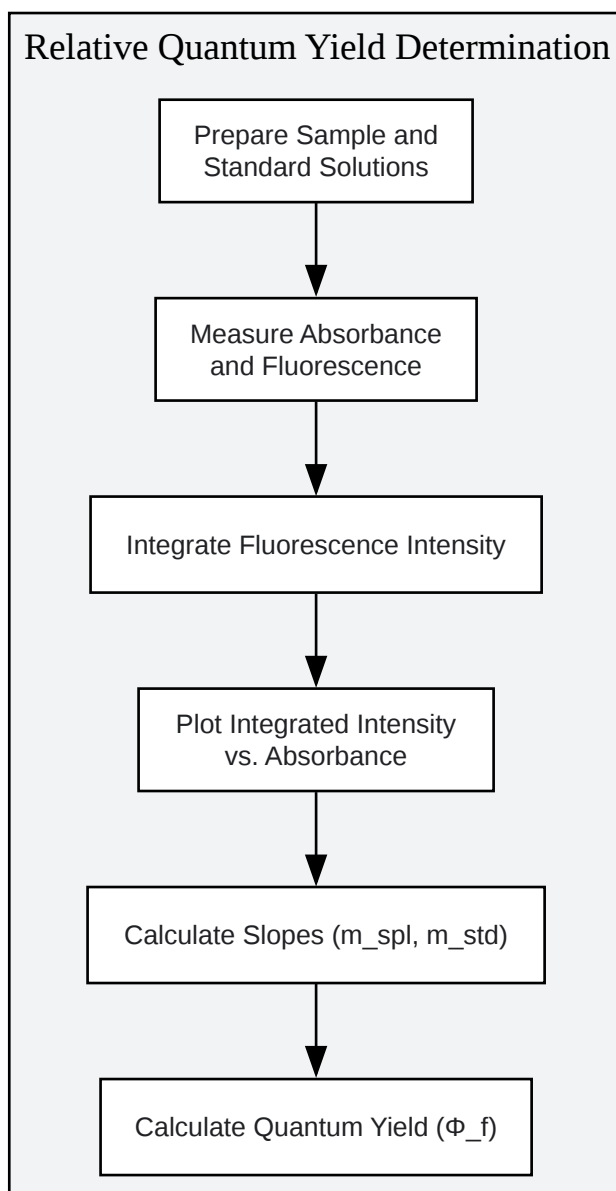 Relative Quantum Yield Determination
Prepare Sample and
Standard Solutions
Measure Absorbance
and Fluorescence
Integrate Fluorescence Intensity
Plot Integrated Intensity
vs. Absorbance
Calculate Slopes (m_spl, m_std)
Calculate Quantum Yield (Φ_f)